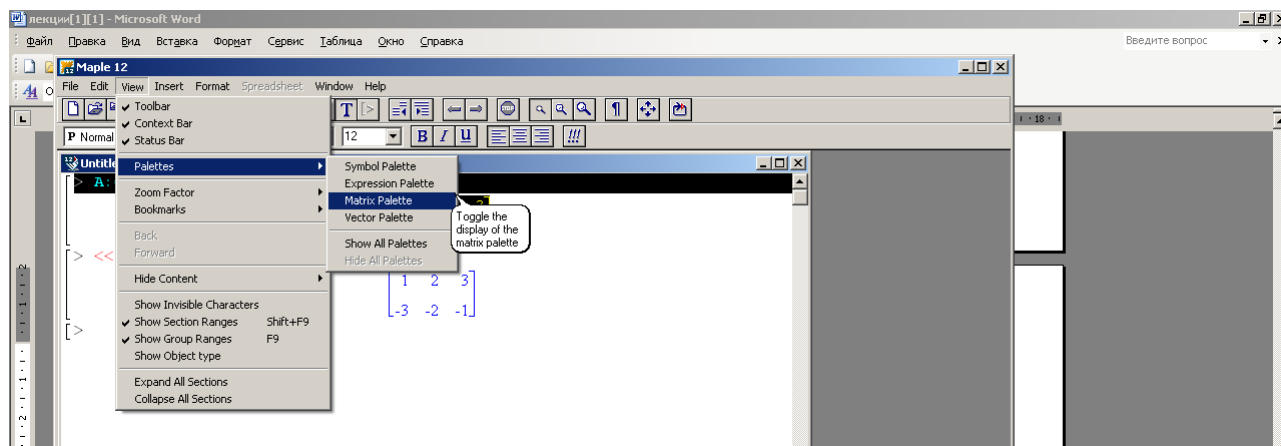 лекции[1][1] - Microsoft Word
Файл Правка Вид Вставка Формат Сервис Таблица Окно Справка Введите вопрос
Maple 12
File Edit View Insert Format Spreadsheet Window Help
Toolbar
Context Bar
Status Bar
Palettes
Zoom Factor
Bookmarks
Back
Forward
Hide Content
Show Invisible Characters
Show Section Ranges Shift+F9
Show Group Ranges F9
Show Object type
Expand All Sections
Collapse All Sections
Symbol Palette
Expression Palette
Matrix Palette
Vector Palette
Show All Palettes
Hide All Palettes
Toggle the
display of the
matrix palette
P Normal 12 B I U !!!
Untitle
> A:
> <<
1 2 3
-3 -2 -1
>
18